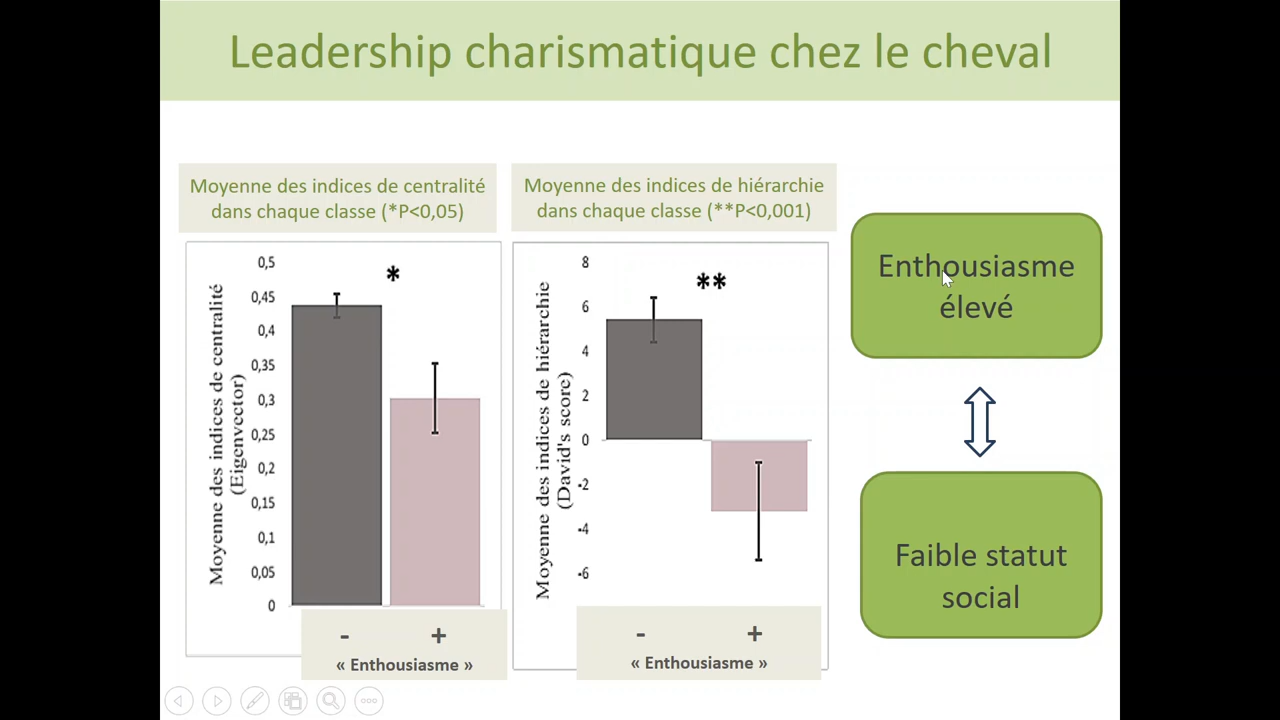 Leadership charismatique chez le cheval
Moyenne des indices de centralité
dans chaque classe (*P<0,05)
Moyenne des indices de hiérarchie
dans chaque classe (**P<0,001)
Moyenne des indices de centralité
(Eigenvector)
0,5
0,45
0,4
0,35
0,3
0,25
0,2
0,15
0,1
0,05
0
*
- +
« Enthousiasme »
Moyenne des indices de hiérarchie
(David's score)
8
6
4
2
0
-2
-4
-6
**
- +
« Enthousiasme »
Enthousiasme
élevé
Faible statut
social